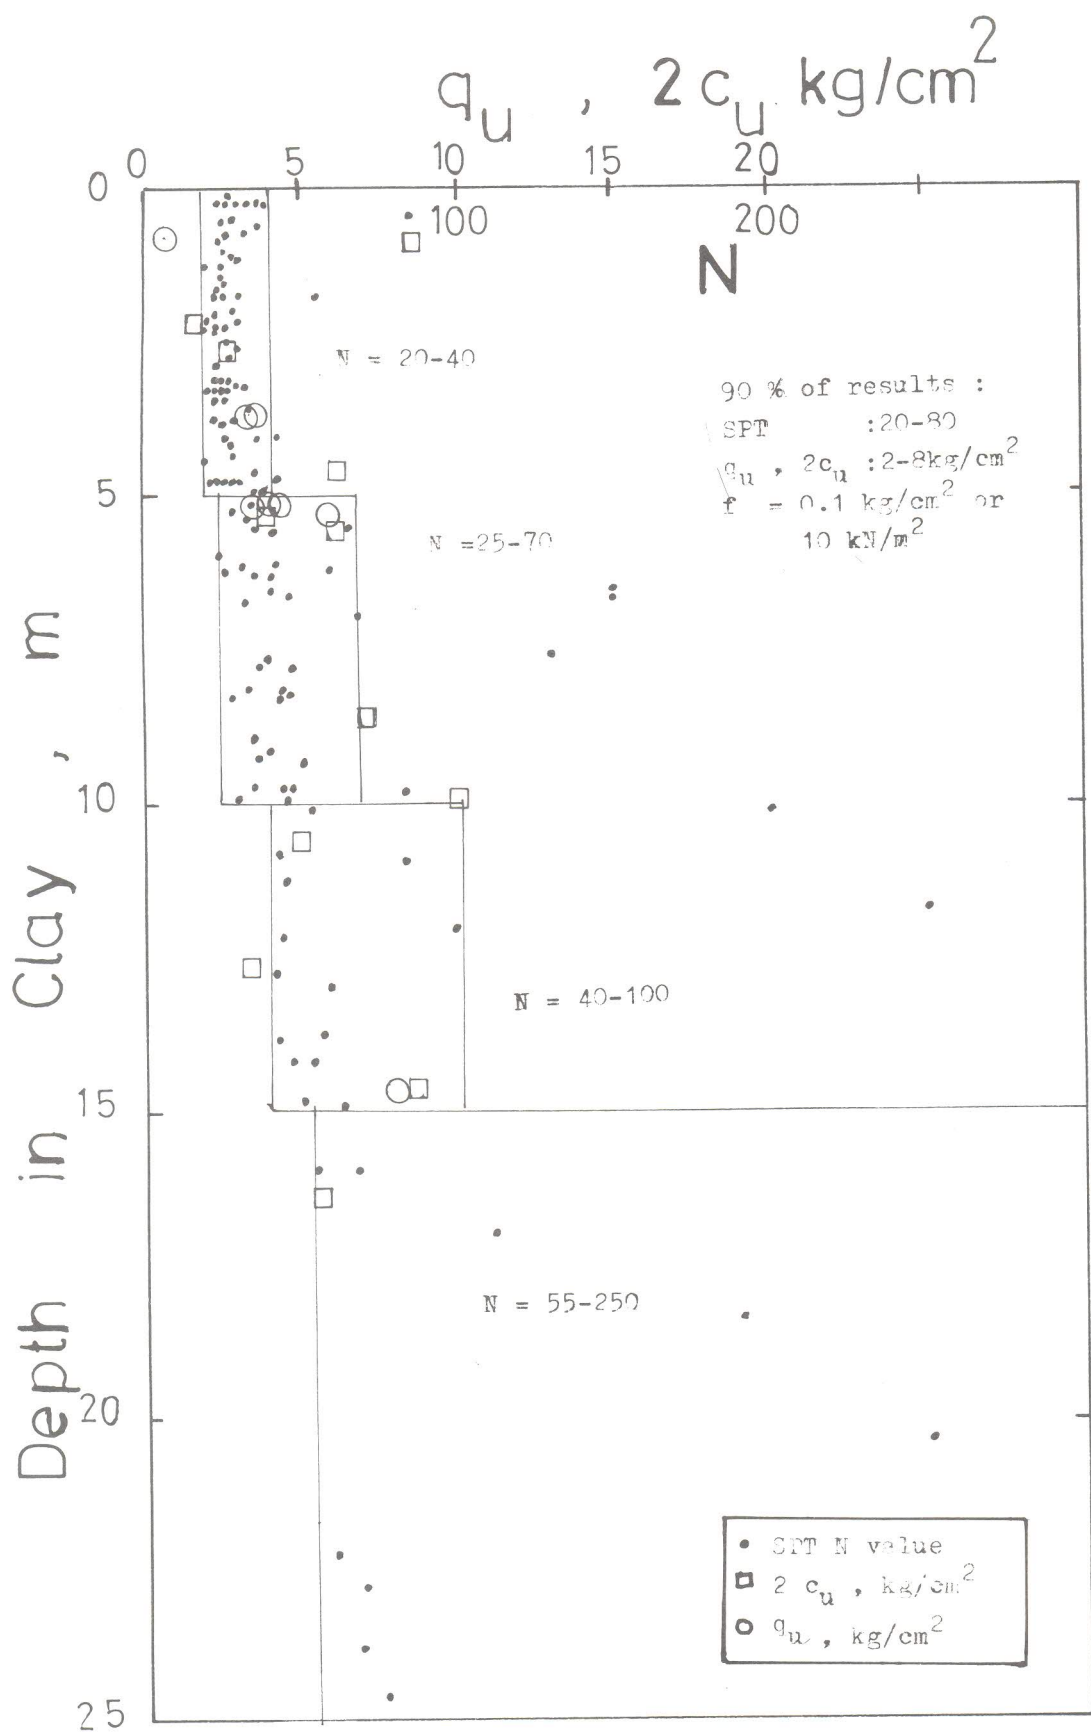 q_u , 2 c_u kg/cm²
0 5 10 15 20
0
100 200
N
N = 20-40
90 % of results :
SPT :20-80
q_u , 2c_u :2-8kg/cm²
f = 0.1 kg/cm² or
10 kN/m²
5
N =25-70
10
N = 40-100
15
N = 55-250
20
25
Depth in Clay , m
SPT N value
2 c_u , kg/cm²
q_u , kg/cm²